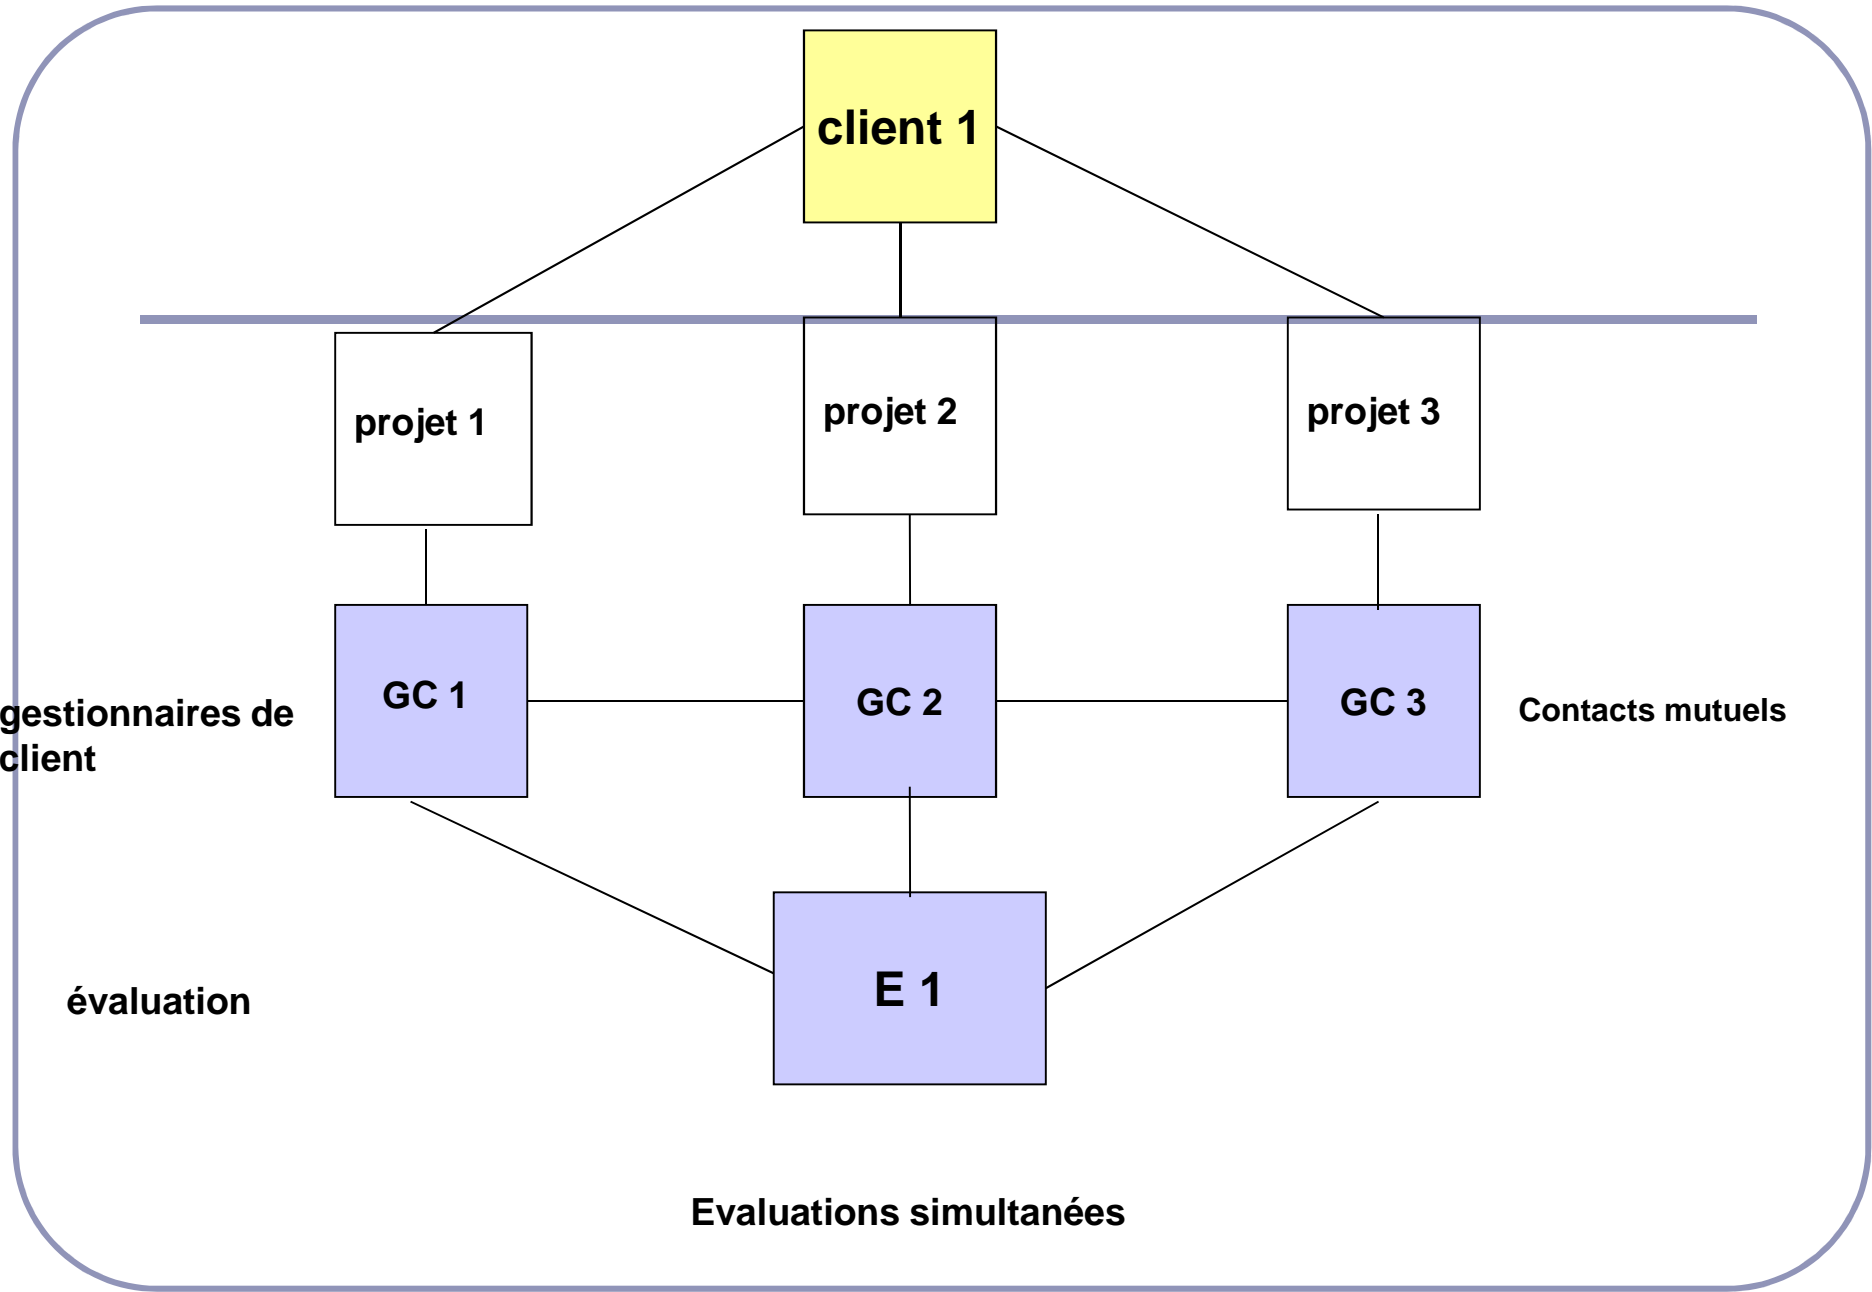 client 1
projet 1
projet 2
projet 3
GC 1
GC 2
GC 3
gestionnaires de
client
Contacts mutuels
E 1
évaluation
Evaluations simultanées